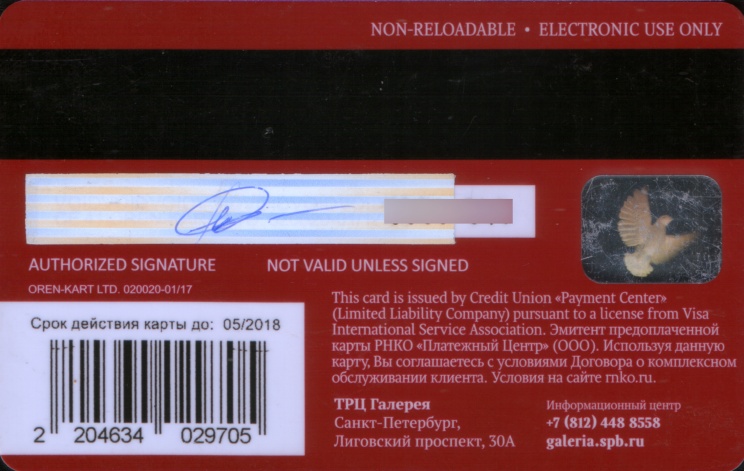 NON-RELOADABLE • ELECTRONIC USE ONLY
AUTHORIZED SIGNATURE NOT VALID UNLESS SIGNED
OREN-KART LTD. 020020-01/17
Срок действия карты до: 05/2018
2 204634 029705
This card is issued by Credit Union «Payment Center»
(Limited Liability Company) pursuant to a license from Visa
International Service Association. Эмитент предоплаченной
карты РНКО «Платежный Центр» (ООО). Используя данную
карту, Вы соглашаетесь с условиями Договора о комплексном
обслуживании клиента. Условия на сайте rnko.ru.
ТРЦ Галерея
Санкт-Петербург,
Лиговский проспект, 30А
Информационный центр
+7 (812) 448 8558
galeria.spb.ru